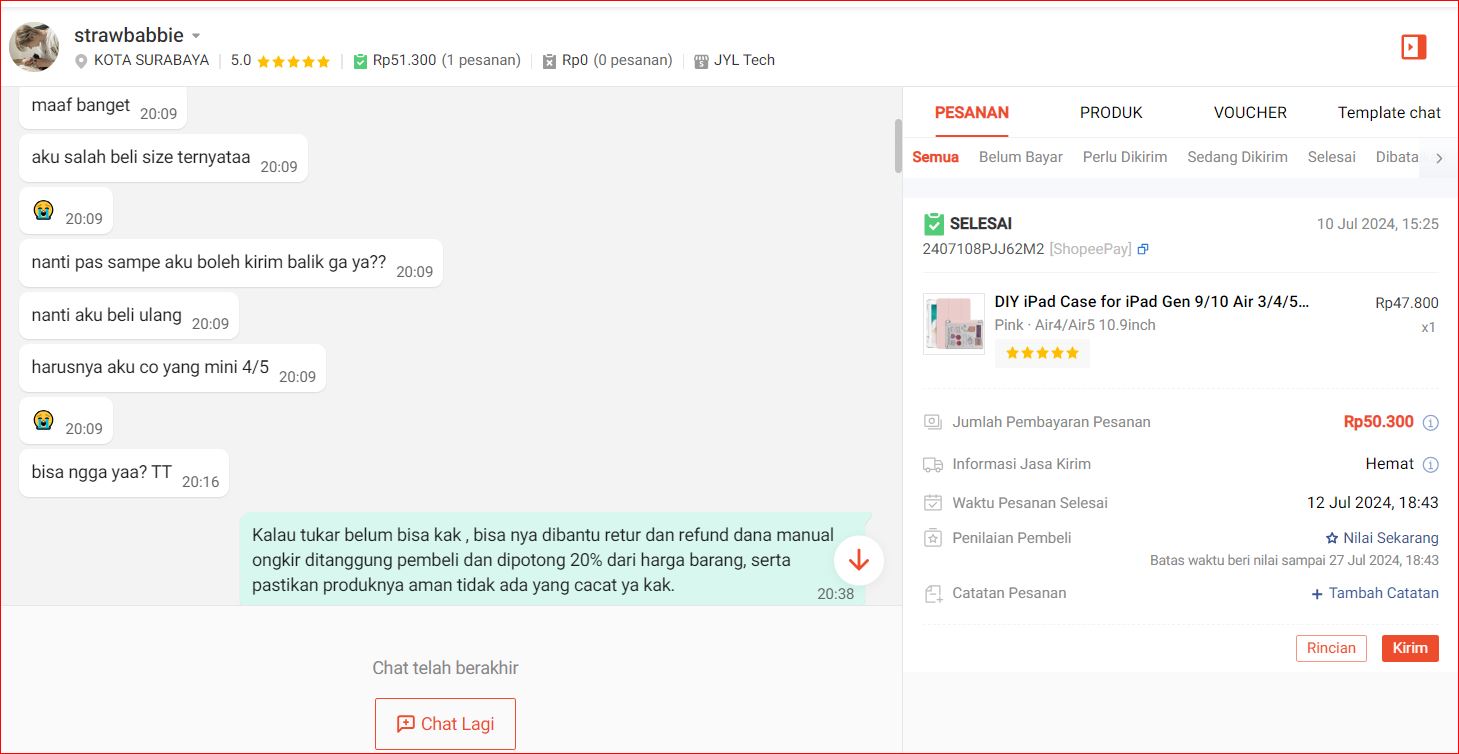 strawbabbie
KOTA SURABAYA 5.0 Rp51.300 (1 pesanan) Rp0 (0 pesanan) JYL Tech
maaf banget 20:09
aku salah beli size ternyataa 20:09
😭 20:09
nanti pas sampe aku boleh kirim balik ga ya?? 20:09
nanti aku beli ulang 20:09
harusnya aku co yang mini 4/5 20:09
😭 20:09
bisa ngga yaa? TT 20:16
Kalau tukar belum bisa kak , bisa nya dibantu retur dan refund dana manual
ongkir ditanggung pembeli dan dipotong 20% dari harga barang, serta
pastikan produknya aman tidak ada yang cacat ya kak.
20:38
Chat telah berakhir
Chat Lagi
PESANAN PRODUK VOUCHER Template chat
Semua Belum Bayar Perlu Dikirim Sedang Dikirim Selesai Dibata
SELESAI 10 Jul 2024, 15:25
2407108PJJ62M2 [ShopeePay]
DIY iPad Case for iPad Gen 9/10 Air 3/4/5... Rp47.800
Pink · Air4/Air5 10.9inch x1
Jumlah Pembayaran Pesanan Rp50.300
Informasi Jasa Kirim Hemat
Waktu Pesanan Selesai 12 Jul 2024, 18:43
Penilaian Pembeli Nilai Sekarang
Batas waktu beri nilai sampai 27 Jul 2024, 18:43
Catatan Pesanan + Tambah Catatan
Rincian Kirim